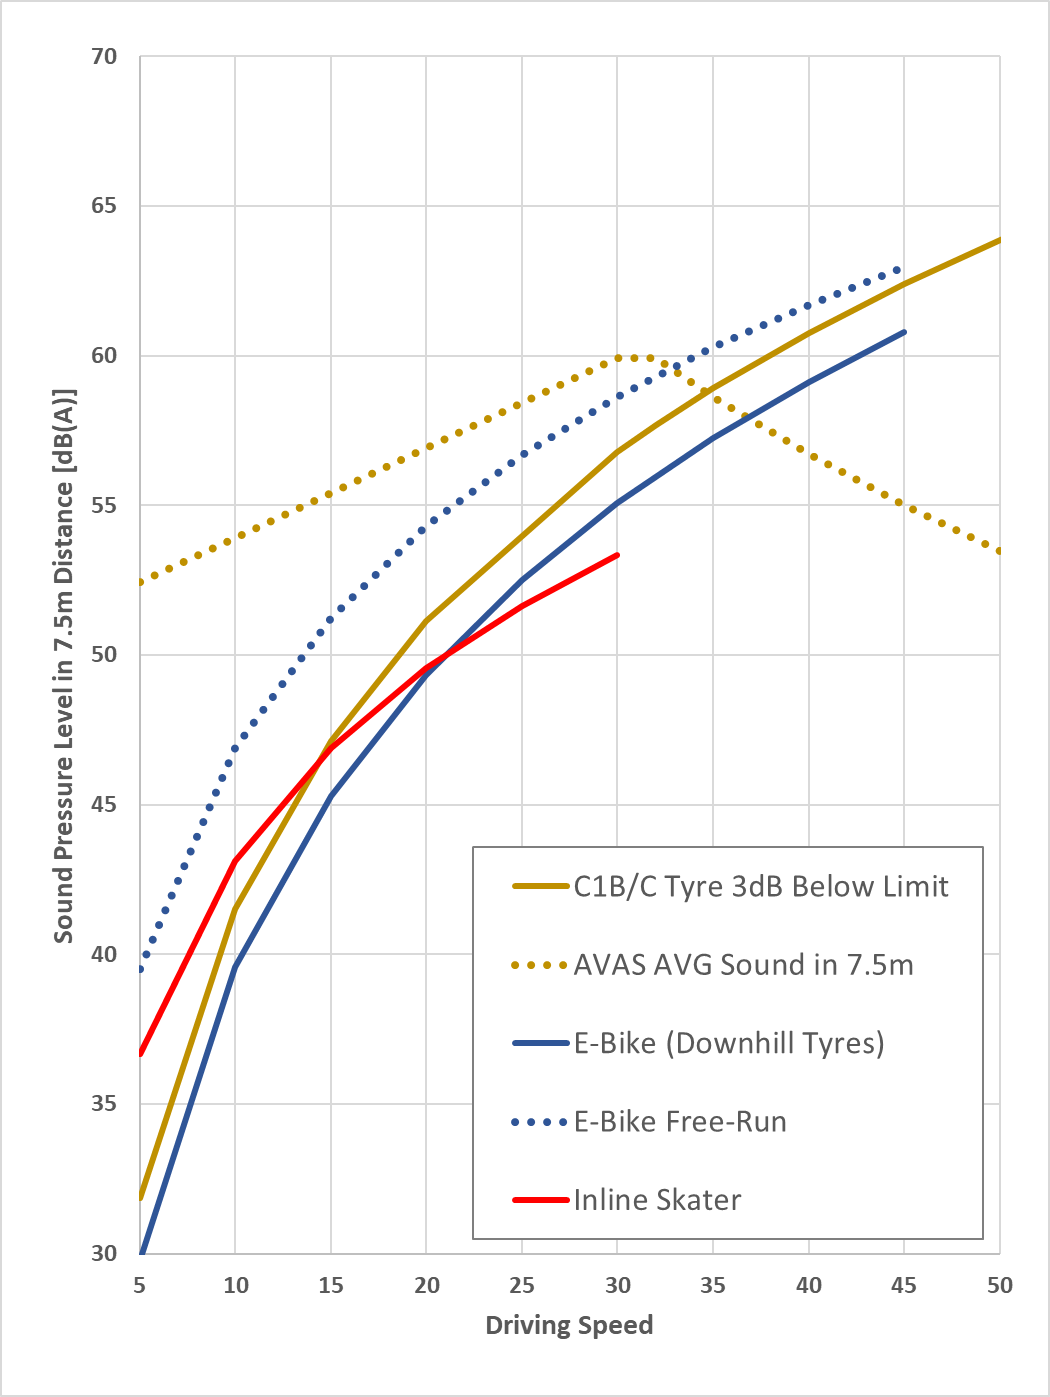 70
65
60
55
50
45
40
35
30
Sound Pressure Level in 7.5m Distance [dB(A)]
C1B/C Tyre 3dB Below Limit
AVAS AVG Sound in 7.5m
E-Bike (Downhill Tyres)
E-Bike Free-Run
Inline Skater
5 10 15 20 25 30 35 40 45 50
Driving Speed